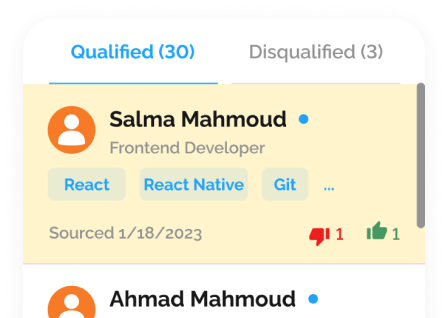 Qualified (30) Disqualified (3)
Salma Mahmoud
Frontend Developer
React React Native Git ...
Sourced 1/18/2023 1 1
Ahmad Mahmoud